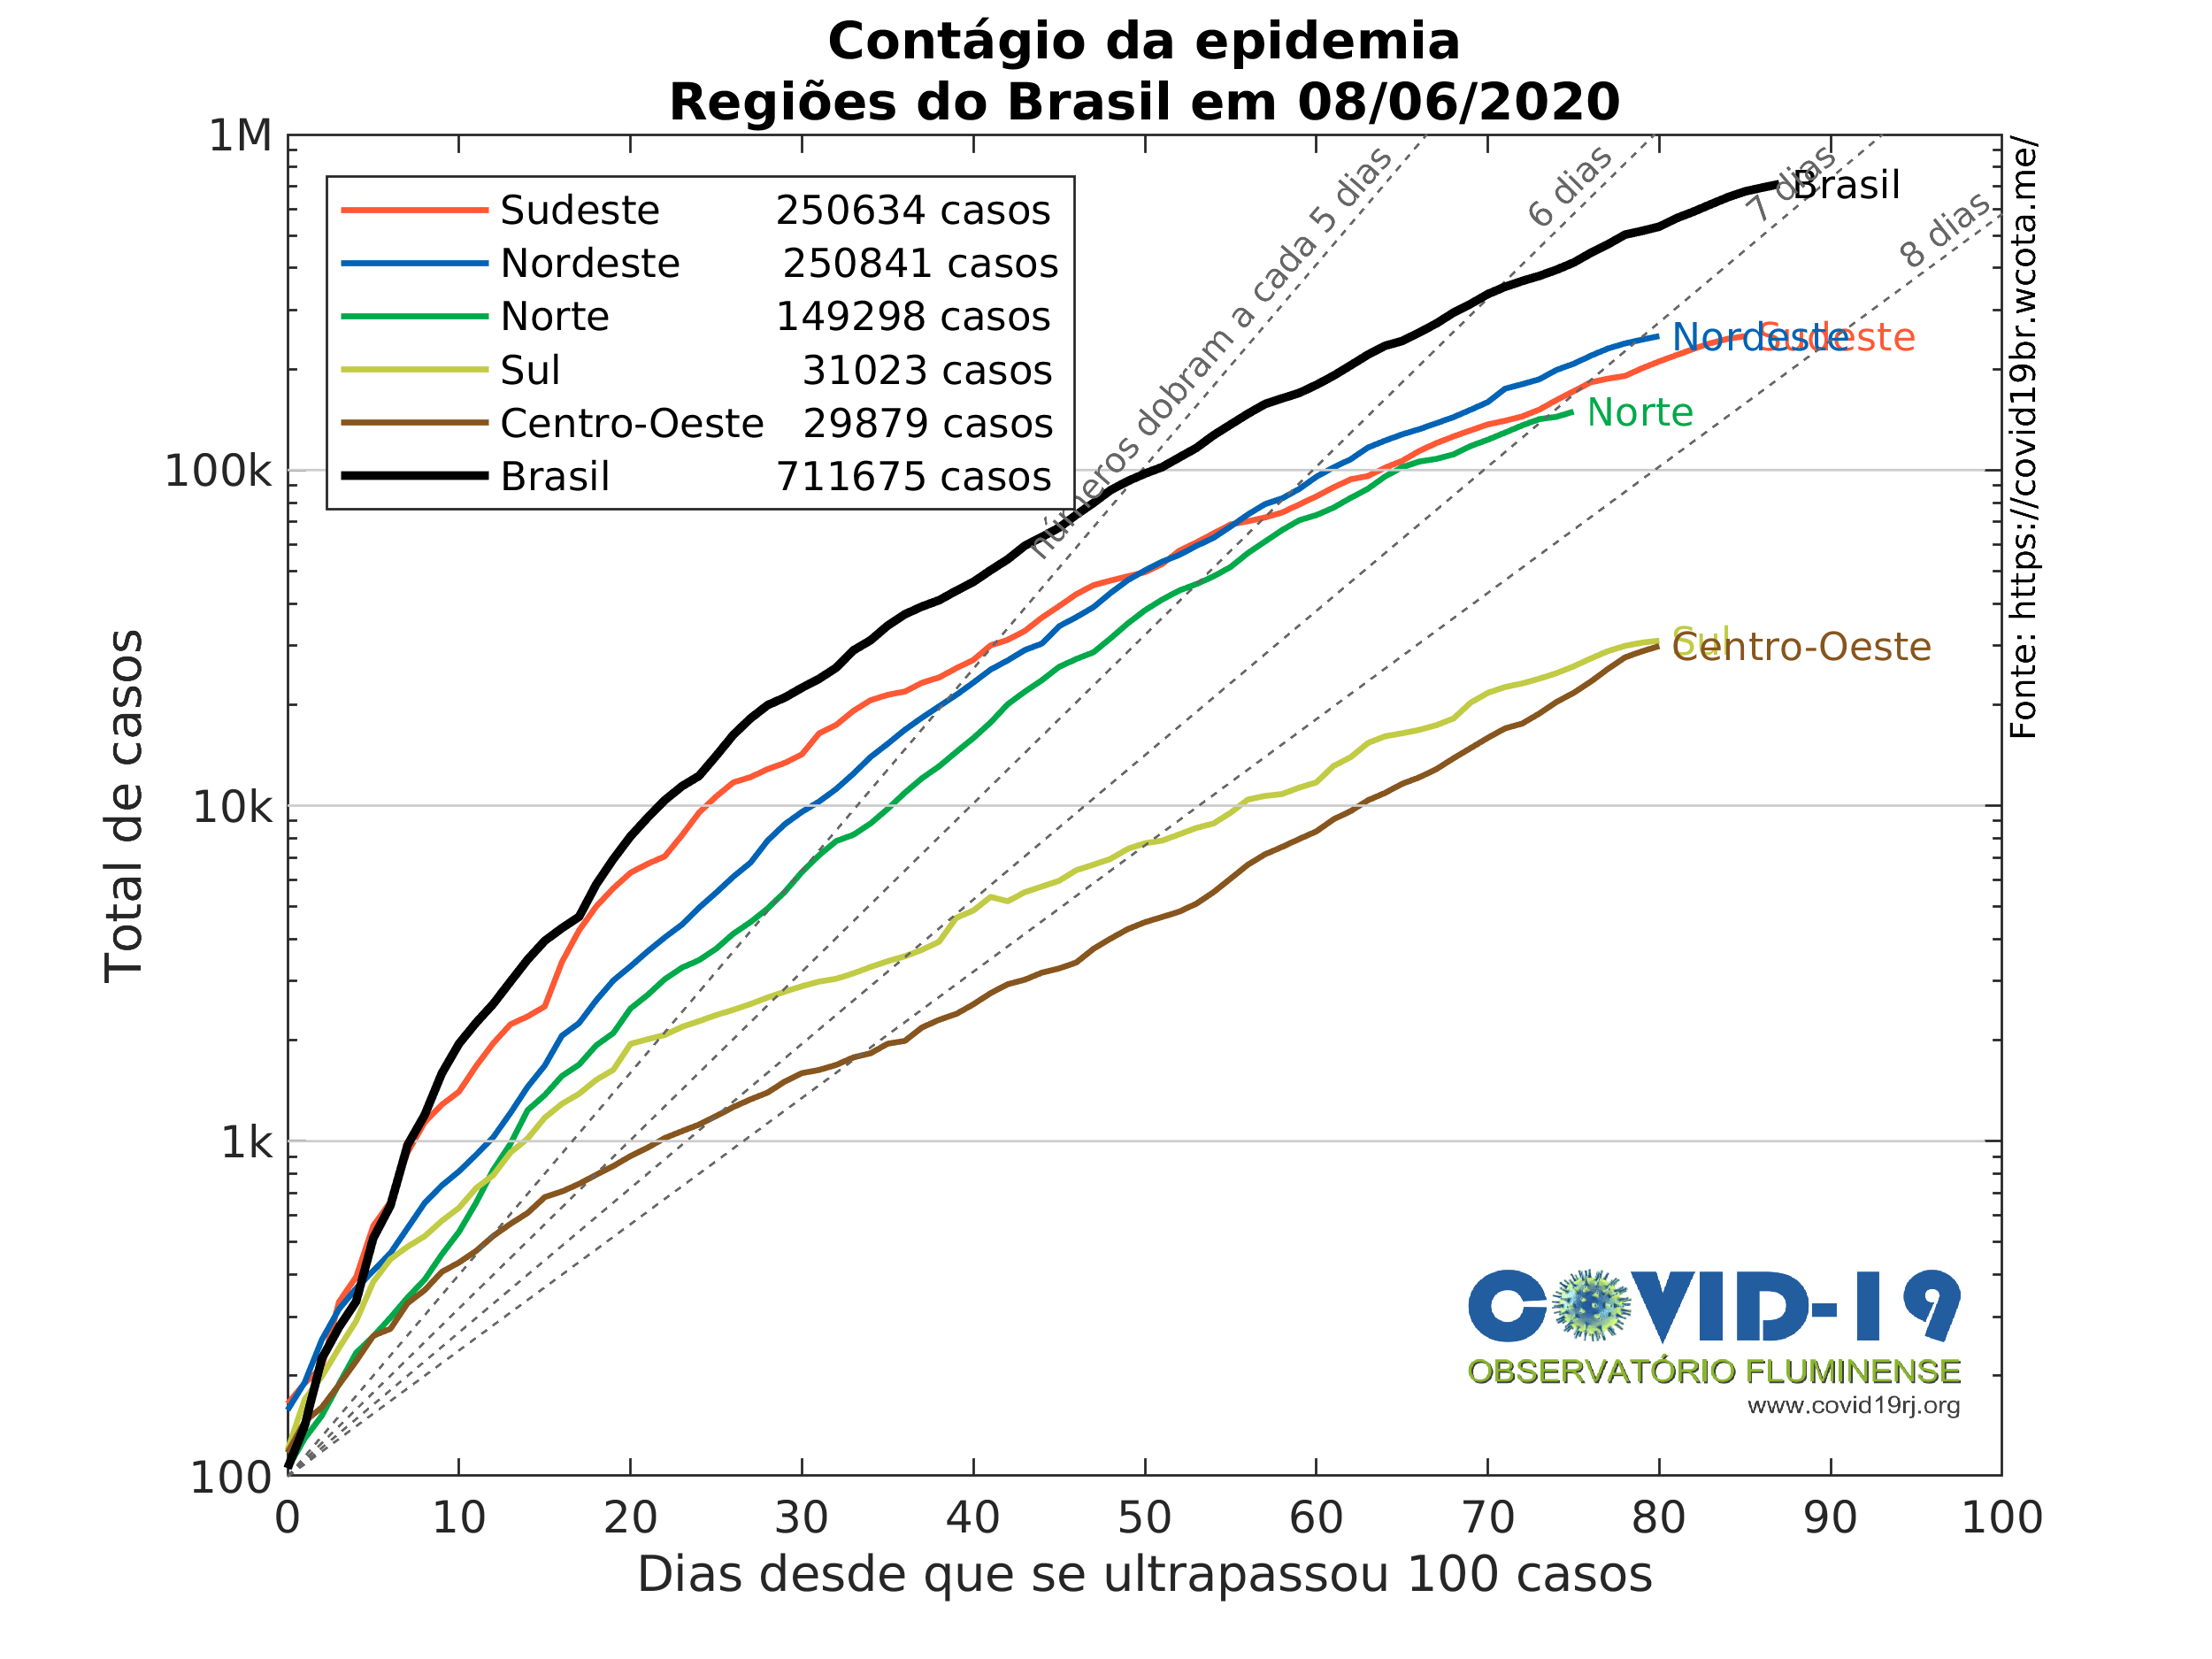 Contágio da epidemia
Regiões do Brasil em 08/06/2020
1M
100k
10k
1k
100
Total de casos
Sudeste 250634 casos
Nordeste 250841 casos
Norte 149298 casos
Sul 31023 casos
Centro-Oeste 29879 casos
Brasil 711675 casos
números dobram a cada 5 dias
6 dias
7 dias
8 dias
Brasil
Nordeste
Sudeste
Norte
Sul
Centro-Oeste
Fonte: https://covid19br.wcota.me/
COVID-19
OBSERVATÓRIO FLUMINENSE
www.covid19rj.org
0 10 20 30 40 50 60 70 80 90 100
Dias desde que se ultrapassou 100 casos